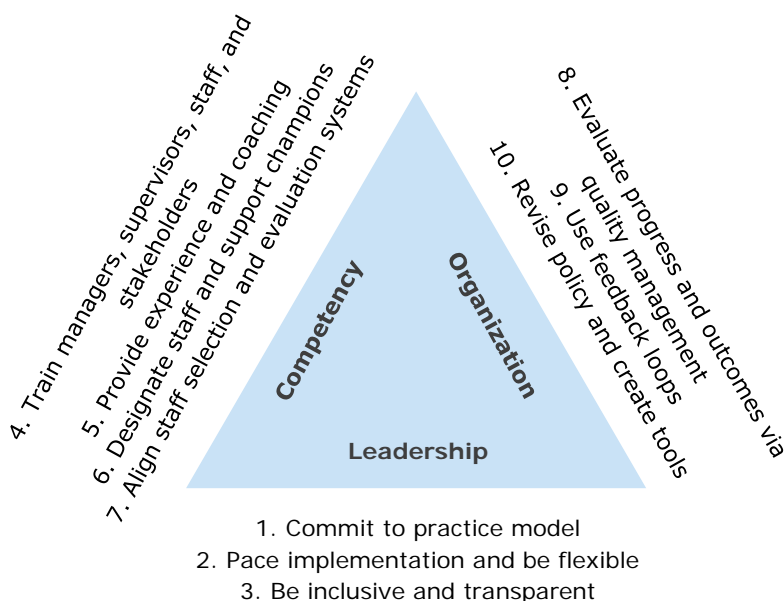 4. Train managers, supervisors, staff, and
stakeholders
5. Provide experience and coaching
6. Designate staff and support champions
7. Align staff selection and evaluation systems
8. Evaluate progress and outcomes via
quality management
9. Use feedback loops
10. Revise policy and create tools
Competency
Organization
Leadership
1. Commit to practice model
2. Pace implementation and be flexible
3. Be inclusive and transparent